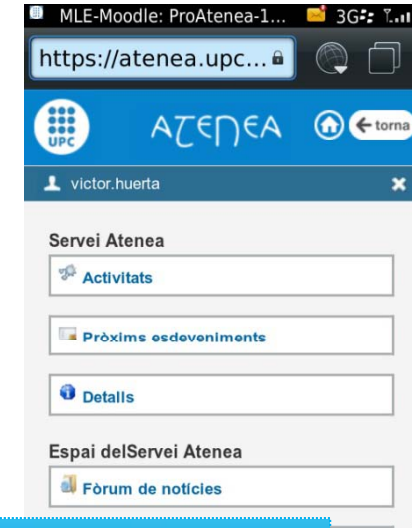 MLE-Moodle: ProAtenea-1... 3G
https://atenea.upc...
UPC ATENEA torna
victor.huerta
Servei Atenea
Activitats
Pròxims esdeveniments
Detalls
Espai delServei Atenea
Fòrum de notícies